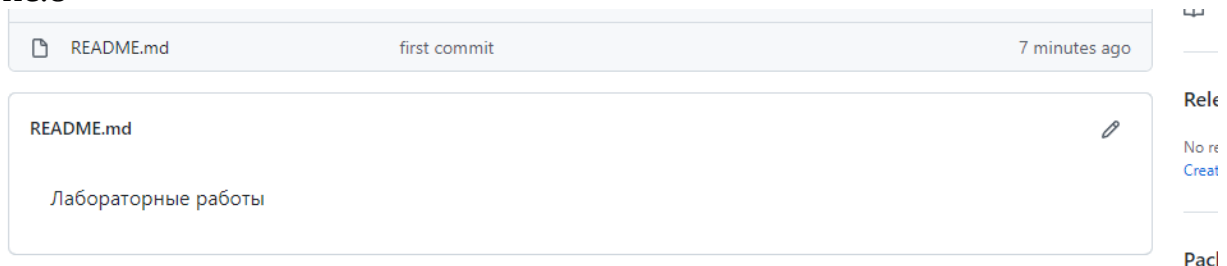 README.md first commit 7 minutes ago
README.md
Лабораторные работы